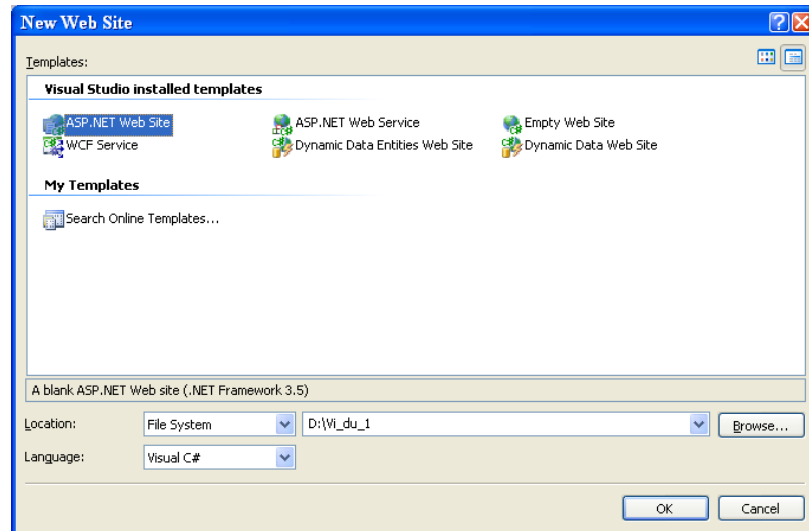 New Web Site
Templates:
Visual Studio installed templates
ASP.NET Web Site ASP.NET Web Service Empty Web Site
WCF Service Dynamic Data Entities Web Site Dynamic Data Web Site
My Templates
Search Online Templates...
A blank ASP.NET Web site (.NET Framework 3.5)
Location: File System D:\Vi_du_1 Browse...
Language: Visual C#
OK Cancel